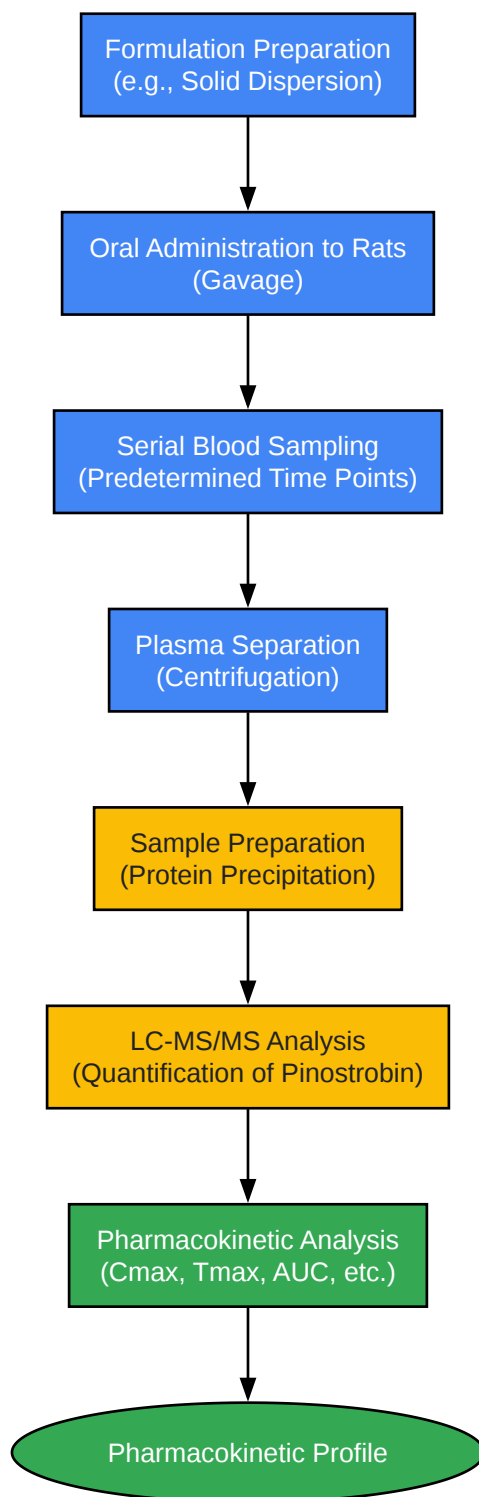 Formulation Preparation
(e.g., Solid Dispersion)
Oral Administration to Rats
(Gavage)
Serial Blood Sampling
(Predetermined Time Points)
Plasma Separation
(Centrifugation)
Sample Preparation
(Protein Precipitation)
LC-MS/MS Analysis
(Quantification of Pinostrobin)
Pharmacokinetic Analysis
(Cmax, Tmax, AUC, etc.)
Pharmacokinetic Profile